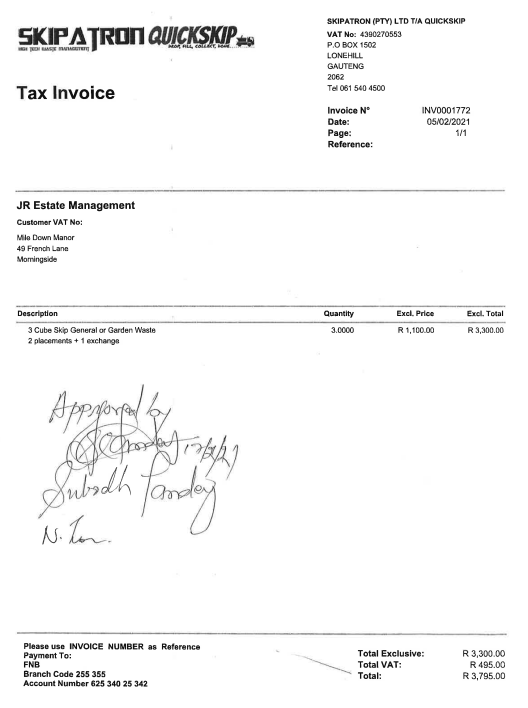 SKIPATRON QUICKSKIP
HIGH TECH WASTE MANAGEMENT
DROP, FILL, COLLECT, DONE...
SKIPATRON (PTY) LTD T/A QUICKSKIP
VAT No: 4390270553
P.O BOX 1502
LONEHILL
GAUTENG
2062
Tel 061 540 4500
Tax Invoice
Invoice N° INV0001772
Date: 05/02/2021
Page: 1/1
Reference:
JR Estate Management
Customer VAT No:
Mile Down Manor
49 French Lane
Morningside
Description Quantity Excl. Price Excl. Total
3 Cube Skip General or Garden Waste 3.0000 R 1,100.00 R 3,300.00
2 placements + 1 exchange
Approved by
Subodh Pandey
N.
Please use INVOICE NUMBER as Reference
Payment To:
FNB
Branch Code 255 355
Account Number 625 340 25 342
Total Exclusive: R 3,300.00
Total VAT: R 495.00
Total: R 3,795.00